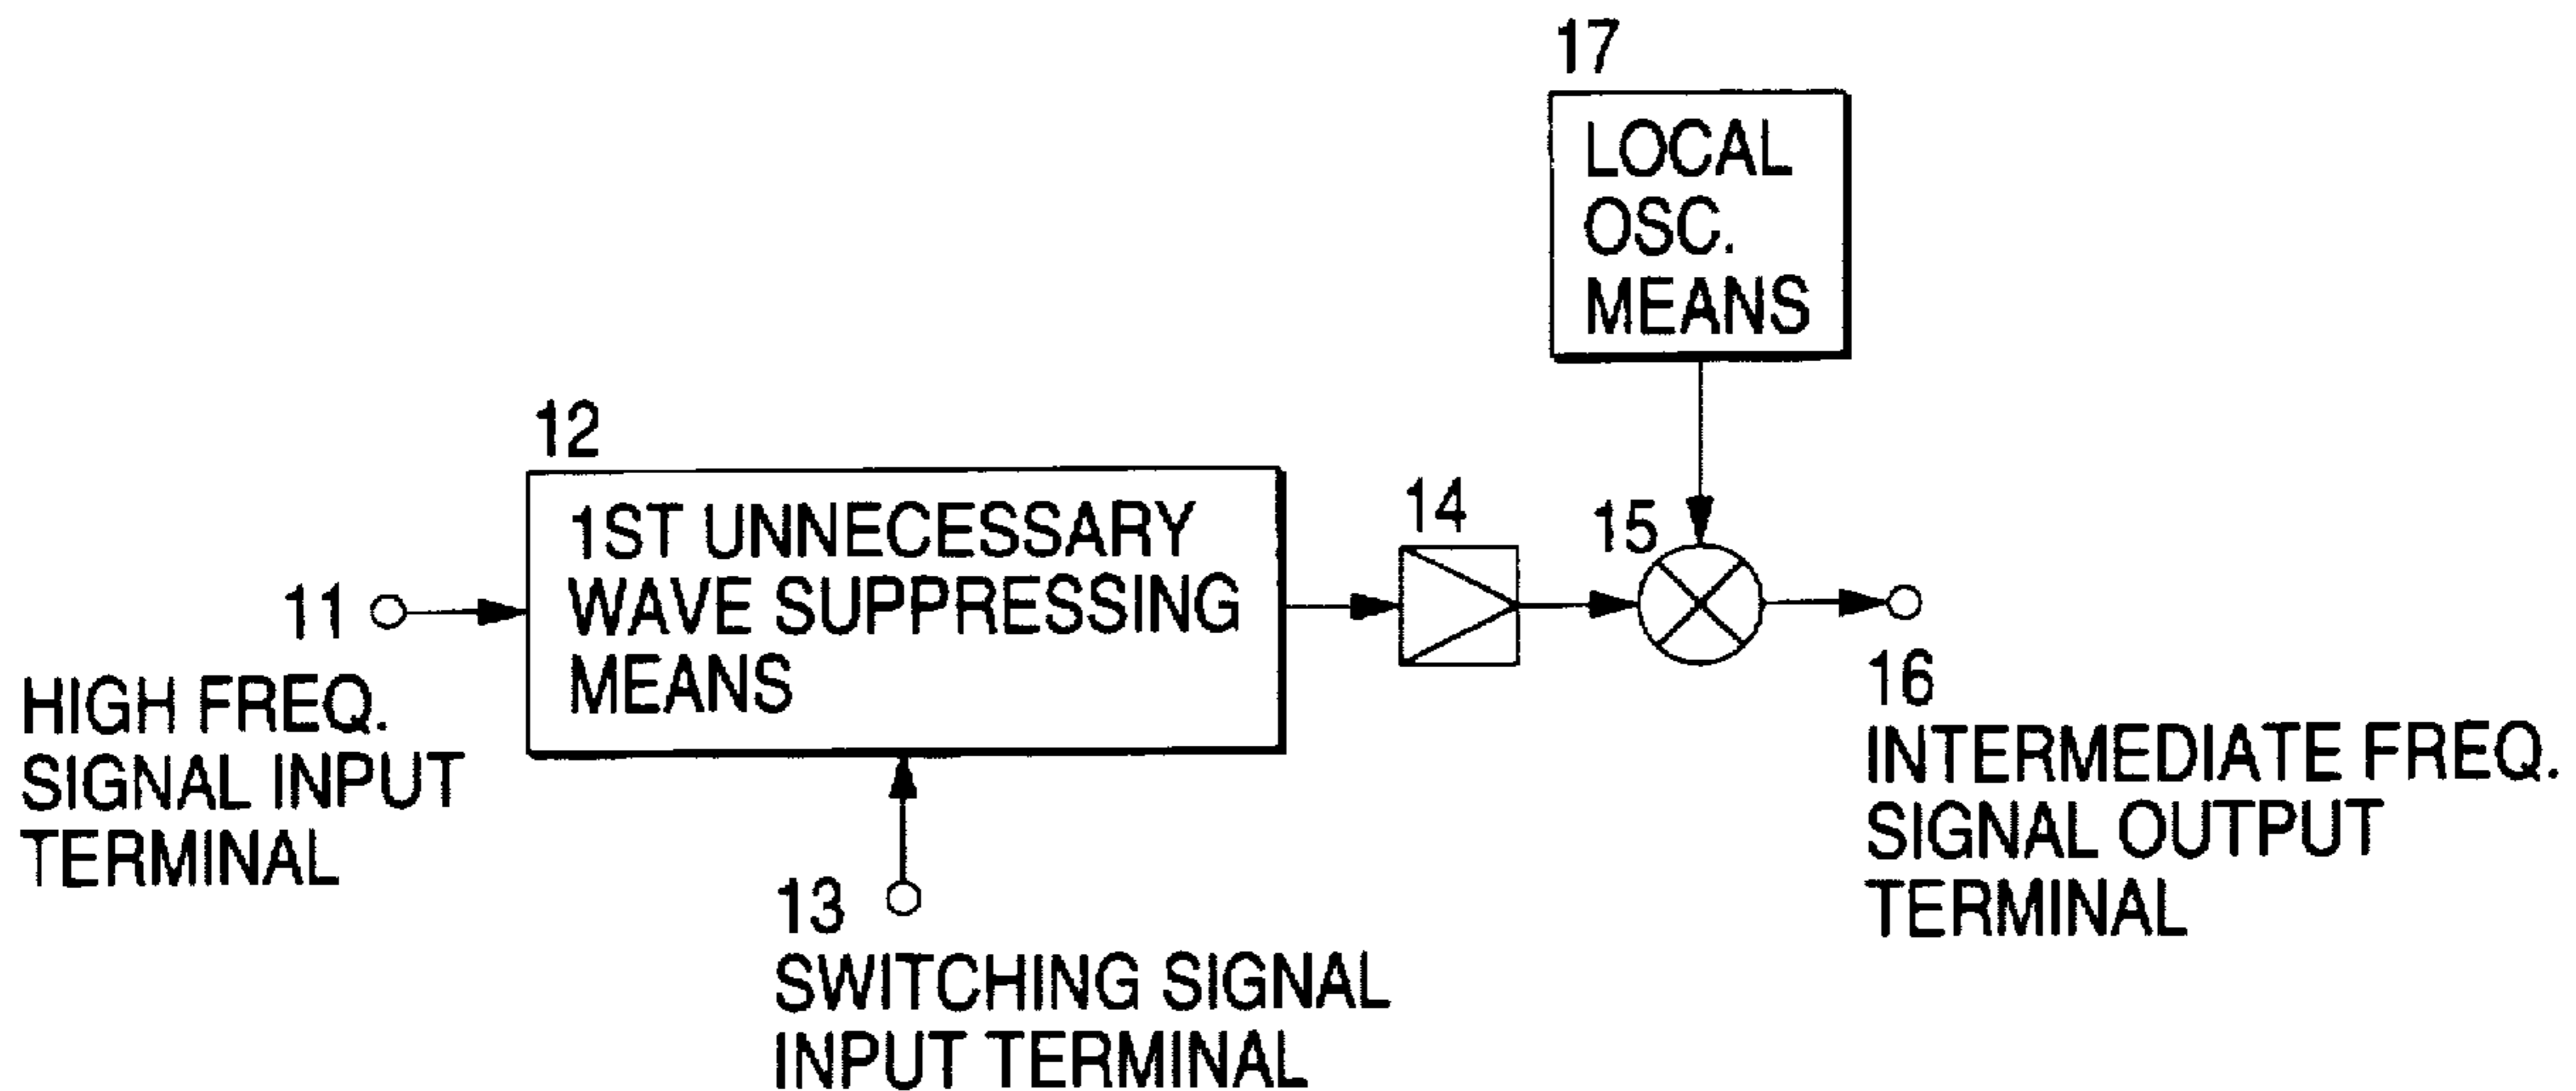 17
LOCAL
OSC.
MEANS
12
1ST UNNECESSARY
WAVE SUPPRESSING
MEANS
14
15
11
HIGH FREQ.
SIGNAL INPUT
TERMINAL
13
SWITCHING SIGNAL
INPUT TERMINAL
16
INTERMEDIATE FREQ.
SIGNAL OUTPUT
TERMINAL